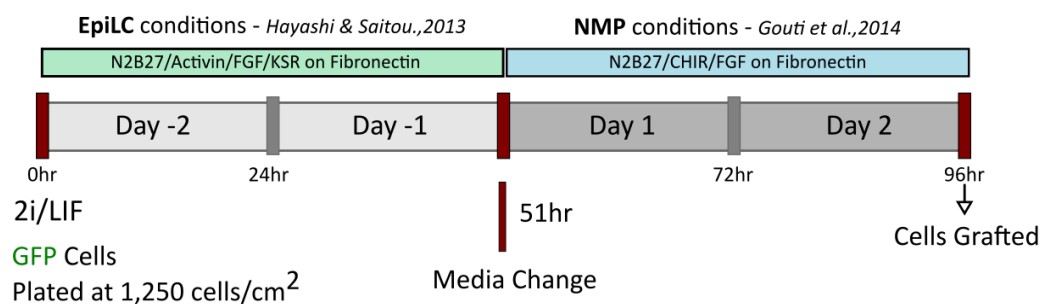 EpiLC conditions - Hayashi & Saitou.,2013
NMP conditions - Gouti et al.,2014
N2B27/Activin/FGF/KSR on Fibronectin
N2B27/CHIR/FGF on Fibronectin
Day -2
Day -1
Day 1
Day 2
0hr
24hr
72hr
96hr
2i/LIF
51hr
Cells Grafted
GFP Cells
Media Change
Plated at 1,250 cells/cm²